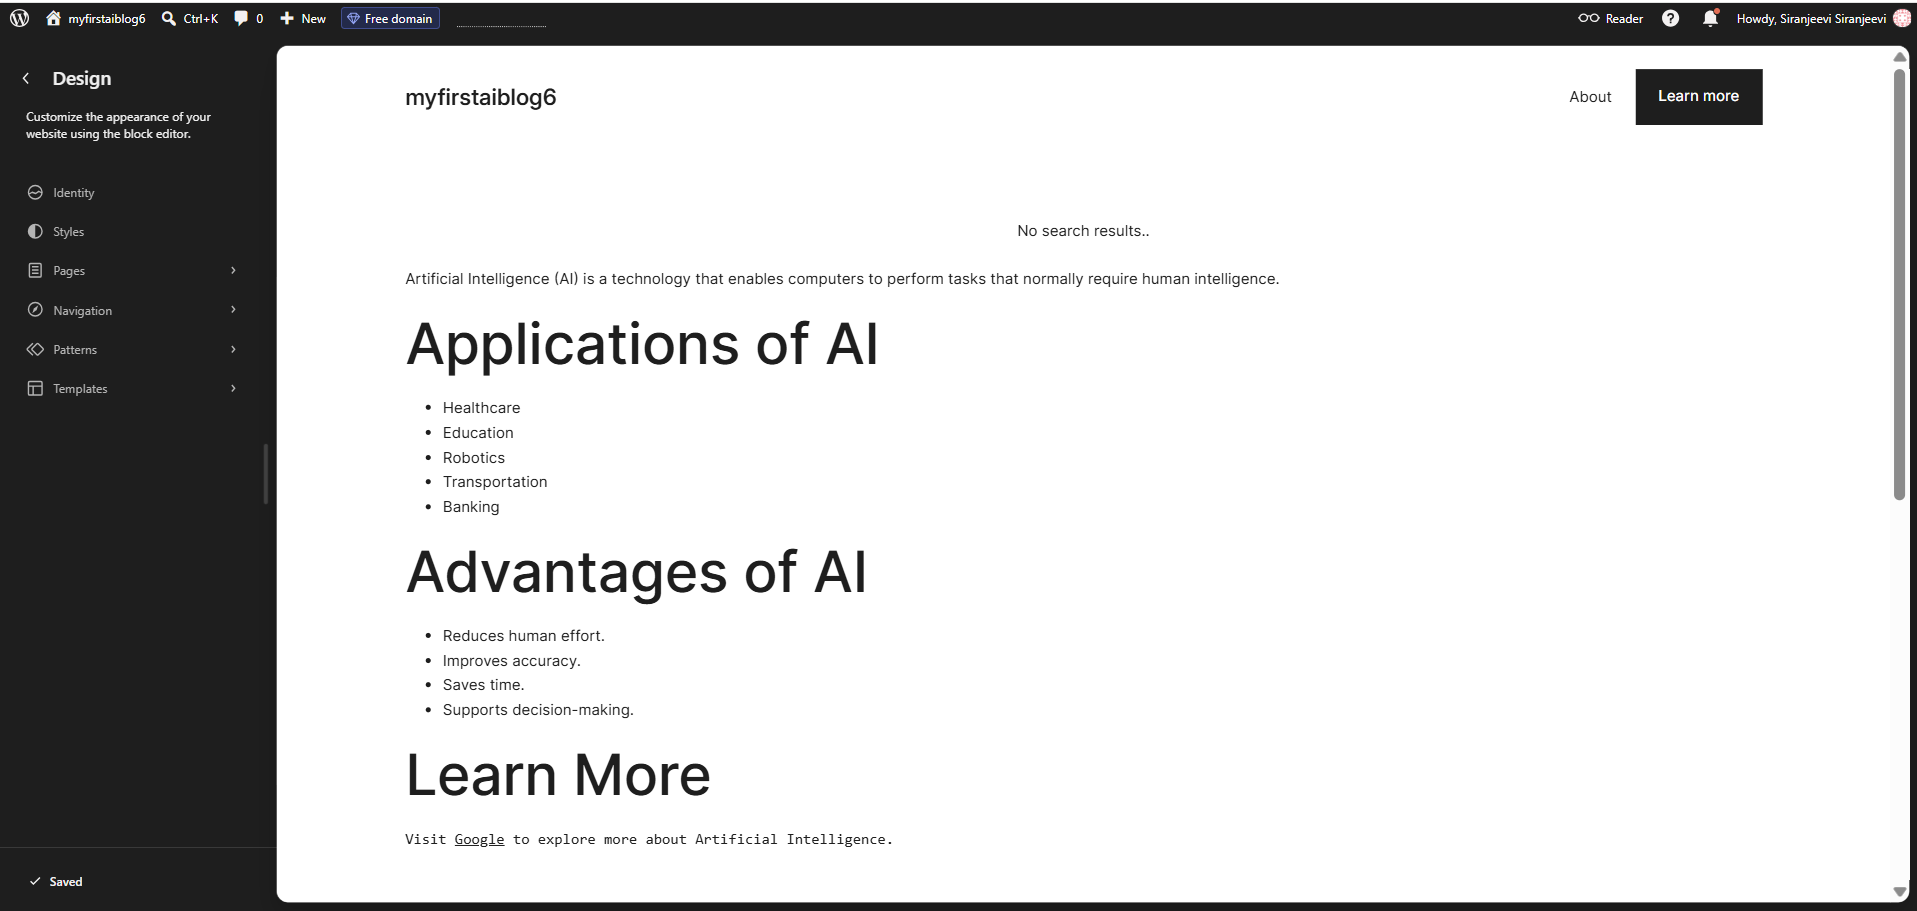 myfirstaiblog6 Ctrl+K 0 New Free domain Reader Howdy, Siranjeevi Siranjeevi
Design
Customize the appearance of your
website using the block editor.
Identity
Styles
Pages
Navigation
Patterns
Templates
Saved
myfirstaiblog6 About Learn more
No search results..
Artificial Intelligence (AI) is a technology that enables computers to perform tasks that normally require human intelligence.
Applications of AI
• Healthcare
• Education
• Robotics
• Transportation
• Banking
Advantages of AI
• Reduces human effort.
• Improves accuracy.
• Saves time.
• Supports decision-making.
Learn More
Visit Google to explore more about Artificial Intelligence.